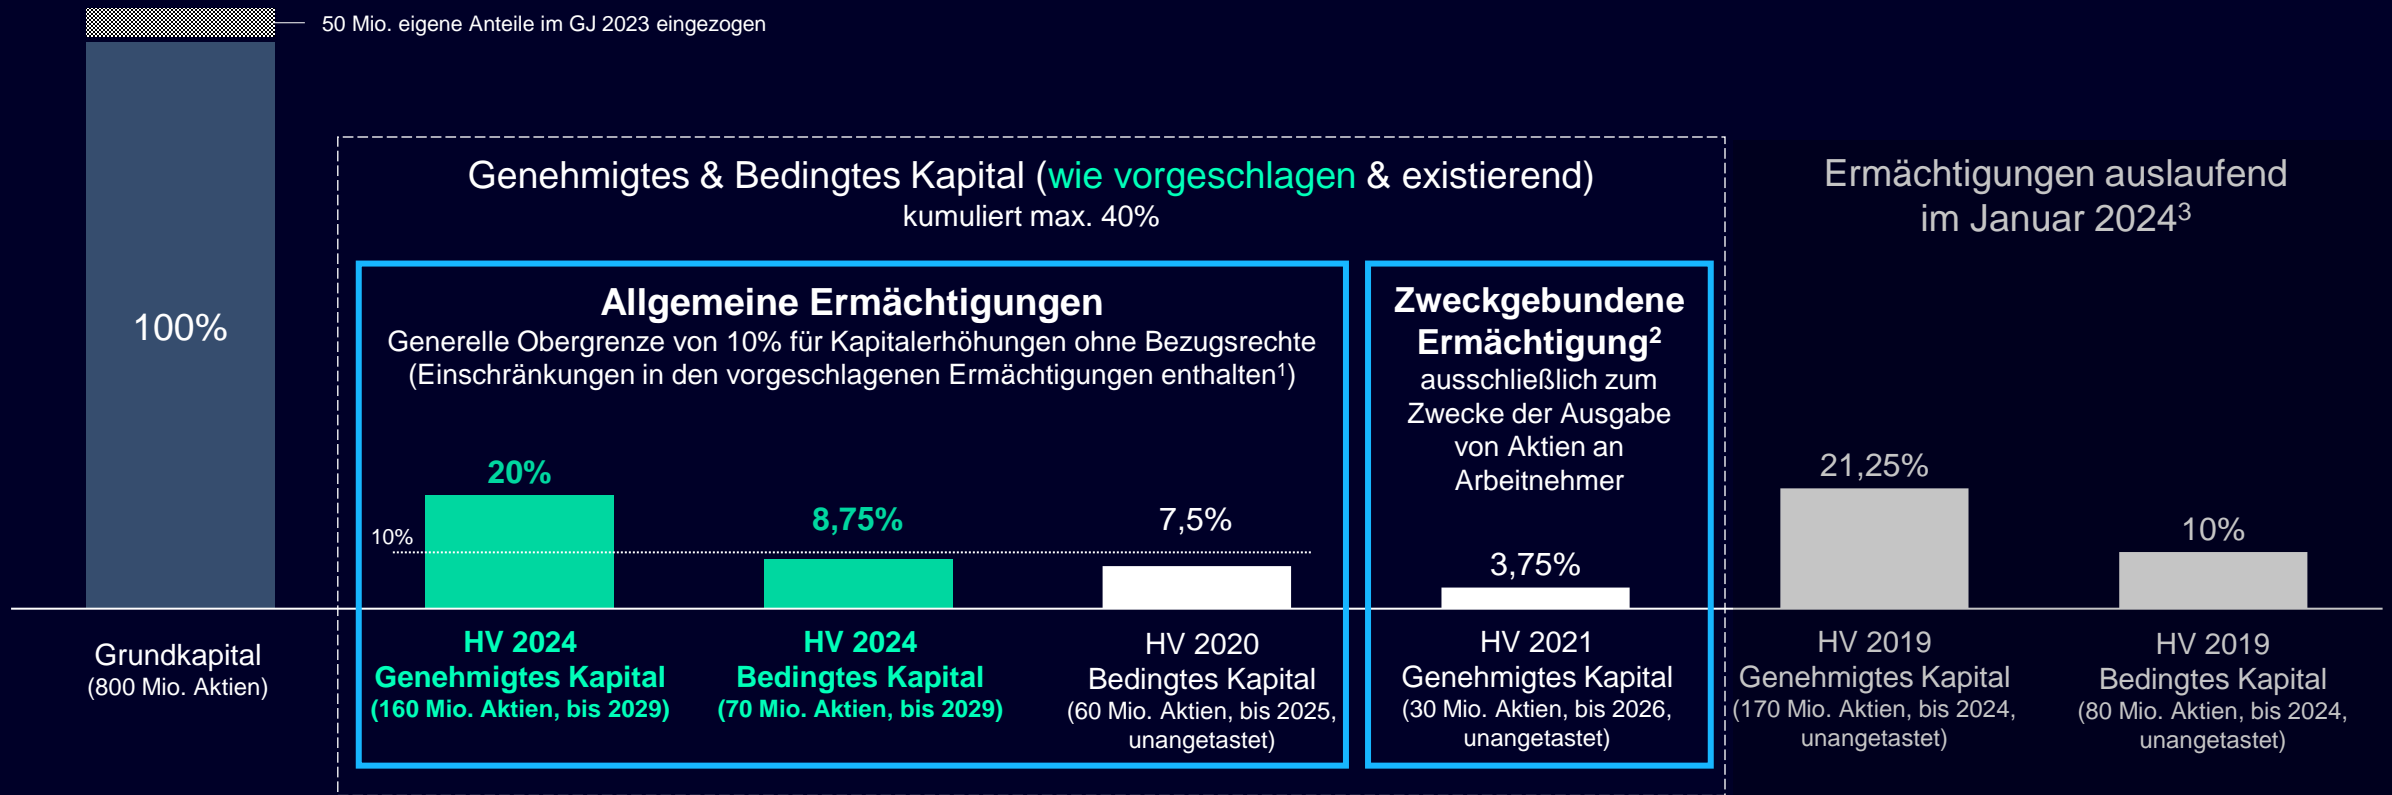 50 Mio. eigene Anteile im GJ 2023 eingezogen
100%
Grundkapital
(800 Mio. Aktien)
Genehmigtes & Bedingtes Kapital (wie vorgeschlagen & existierend)
kumuliert max. 40%
Allgemeine Ermächtigungen
Generelle Obergrenze von 10% für Kapitalerhöhungen ohne Bezugsrechte
(Einschränkungen in den vorgeschlagenen Ermächtigungen enthalten¹)
10%
20%
HV 2024
Genehmigtes Kapital
(160 Mio. Aktien, bis 2029)
8,75%
HV 2024
Bedingtes Kapital
(70 Mio. Aktien, bis 2029)
7,5%
HV 2020
Bedingtes Kapital
(60 Mio. Aktien, bis 2025,
unangetastet)
Zweckgebundene
Ermächtigung²
ausschließlich zum
Zwecke der Ausgabe
von Aktien an
Arbeitnehmer
3,75%
HV 2021
Genehmigtes Kapital
(30 Mio. Aktien, bis 2026,
unangetastet)
Ermächtigungen auslaufend
im Januar 2024³
21,25%
HV 2019
Genehmigtes Kapital
(170 Mio. Aktien, bis 2024,
unangetastet)
10%
HV 2019
Bedingtes Kapital
(80 Mio. Aktien, bis 2024,
unangetastet)